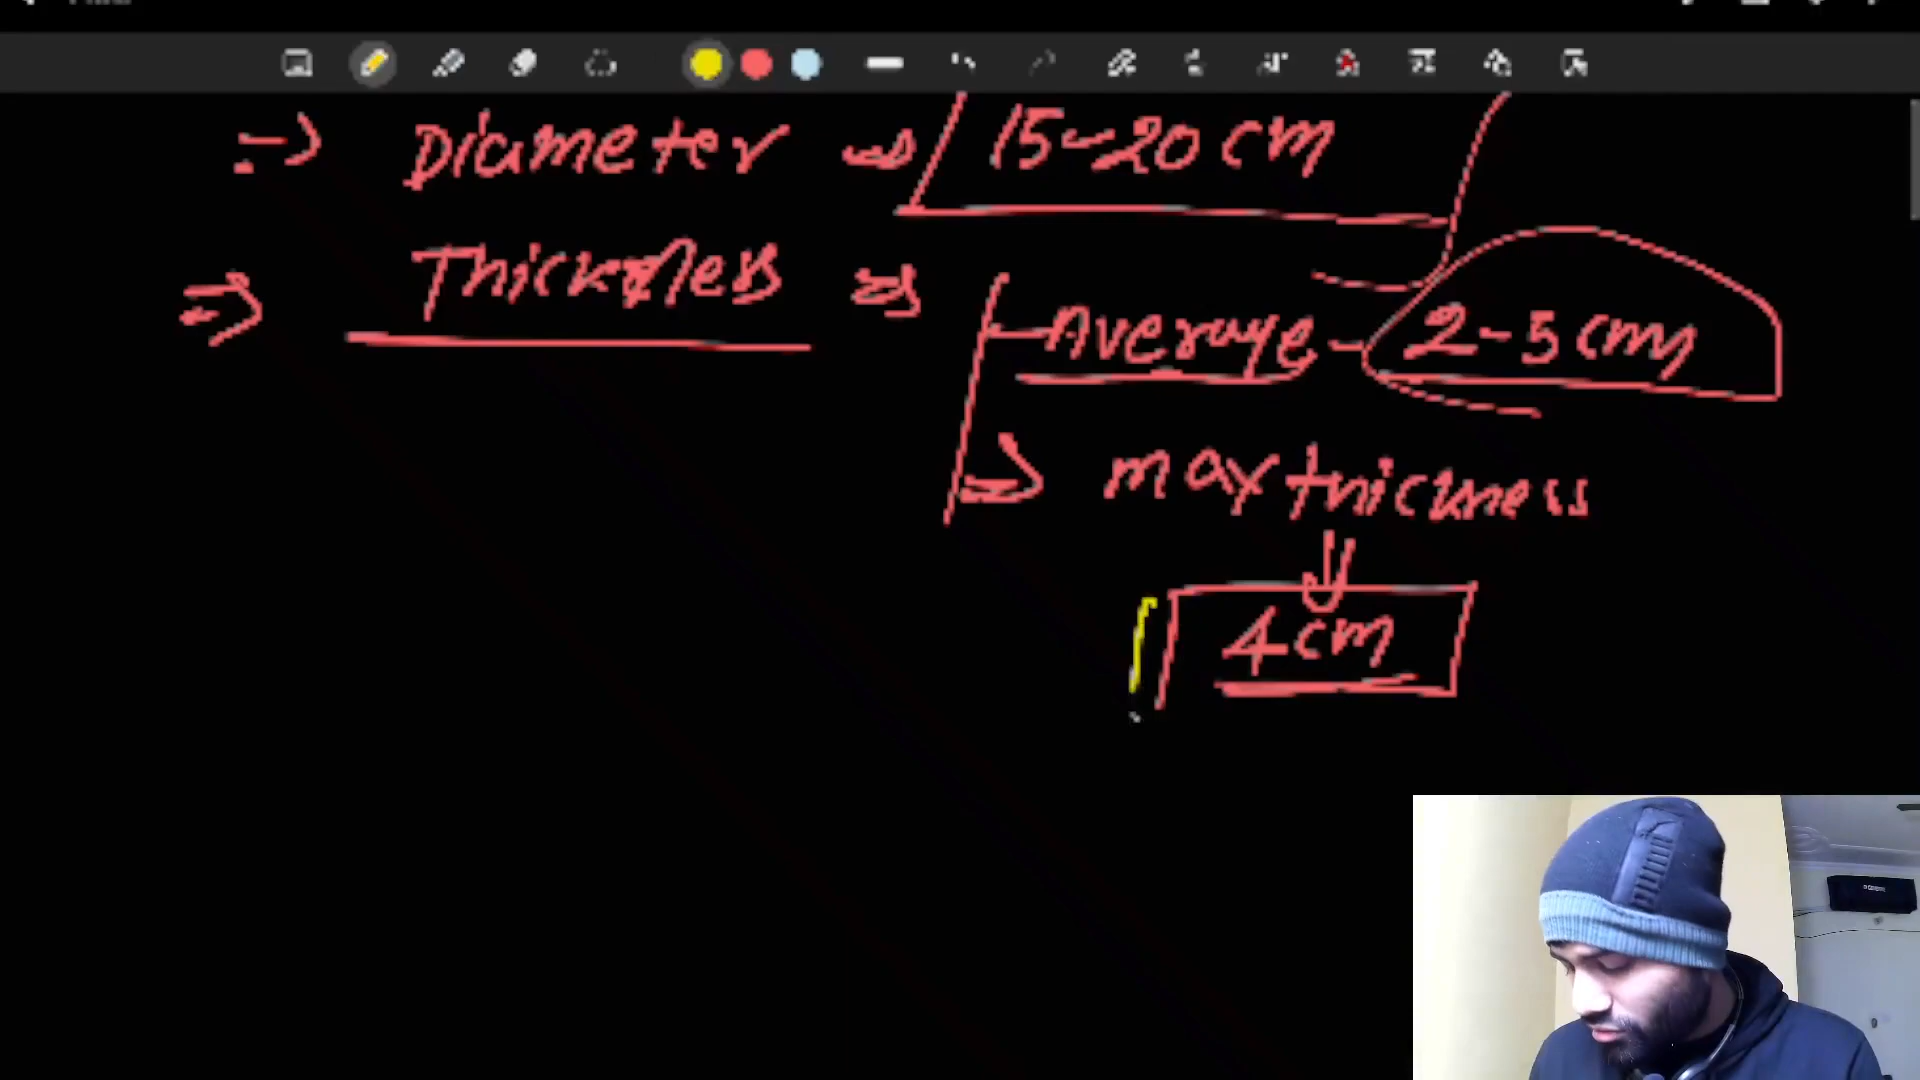 Diameter 15-20 cm
Thickness
Average - 2-5 cm
max thickness
4 cm